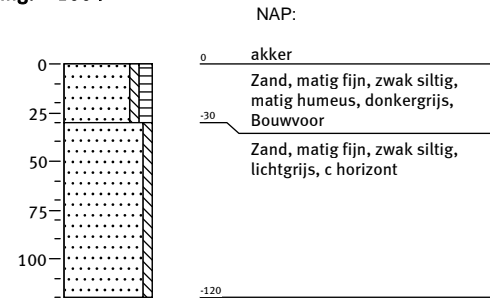 NAP:
0
25
50
75
100
0 akker
Zand, matig fijn, zwak siltig,
matig humeus, donkergrijs,
-30 Bouwvoor
Zand, matig fijn, zwak siltig,
lichtgrijs, c horizont
-120